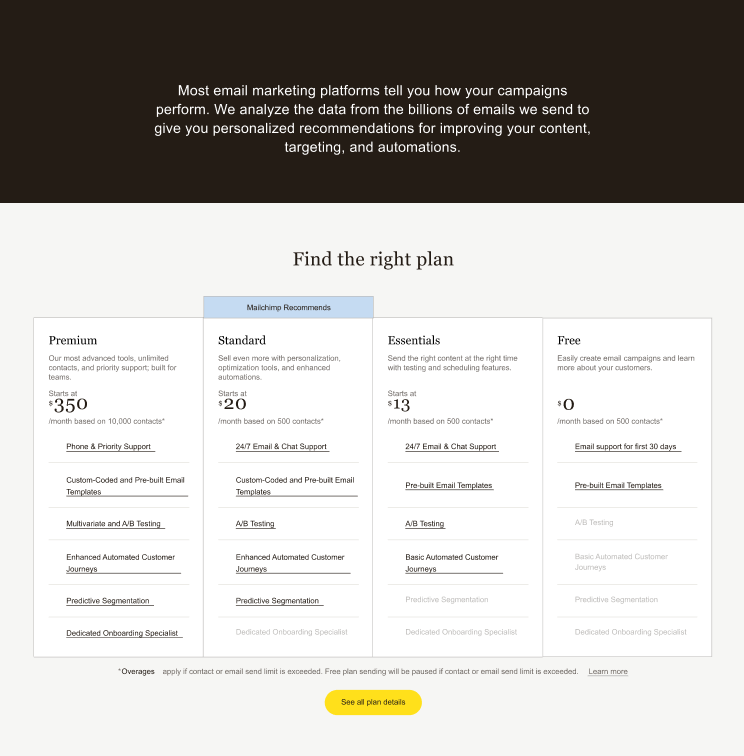 Most email marketing platforms tell you how your campaigns
perform. We analyze the data from the billions of emails we send to
give you personalized recommendations for improving your content,
targeting, and automations.
Find the right plan
Mailchimp Recommends
Premium
Our most advanced tools, unlimited
contacts, and priority support; built for
teams.
Starts at
$350
/month based on 10,000 contacts*
Phone & Priority Support
Custom-Coded and Pre-built Email
Templates
Multivariate and A/B Testing
Enhanced Automated Customer
Journeys
Predictive Segmentation
Dedicated Onboarding Specialist
Standard
Sell even more with personalization,
optimization tools, and enhanced
automations.
Starts at
$20
/month based on 500 contacts*
24/7 Email & Chat Support
Custom-Coded and Pre-built Email
Templates
A/B Testing
Enhanced Automated Customer
Journeys
Predictive Segmentation
Dedicated Onboarding Specialist
Essentials
Send the right content at the right time
with testing and scheduling features.
Starts at
$13
/month based on 500 contacts*
24/7 Email & Chat Support
Pre-built Email Templates
A/B Testing
Basic Automated Customer
Journeys
Predictive Segmentation
Dedicated Onboarding Specialist
Free
Easily create email campaigns and learn
more about your customers.
$0
/month based on 500 contacts*
Email support for first 30 days
Pre-built Email Templates
A/B Testing
Basic Automated Customer
Journeys
Predictive Segmentation
Dedicated Onboarding Specialist
*Overages apply if contact or email send limit is exceeded. Free plan sending will be paused if contact or email send limit is exceeded. Learn more
See all plan details